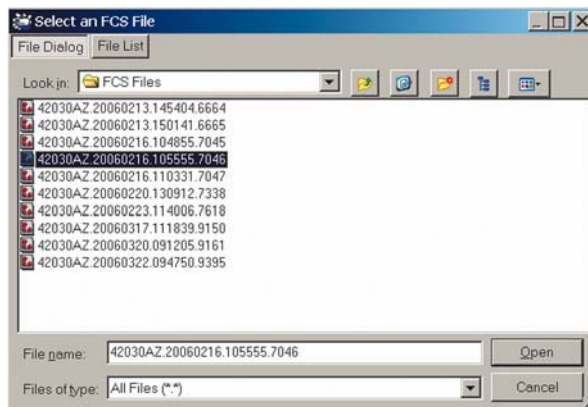 Select an FCS File
File Dialog File List
Look in: FCS Files
42030AZ.20060213.145404.6664
42030AZ.20060213.150141.6665
42030AZ.20060216.104855.7045
42030AZ.20060216.105555.7046
42030AZ.20060216.110331.7047
42030AZ.20060220.130912.7338
42030AZ.20060223.114006.7618
42030AZ.20060317.111839.9150
42030AZ.20060320.091205.9161
42030AZ.20060322.094750.9395
File name: 42030AZ.20060216.105555.7046 Open
Files of type: All Files (*.*) Cancel